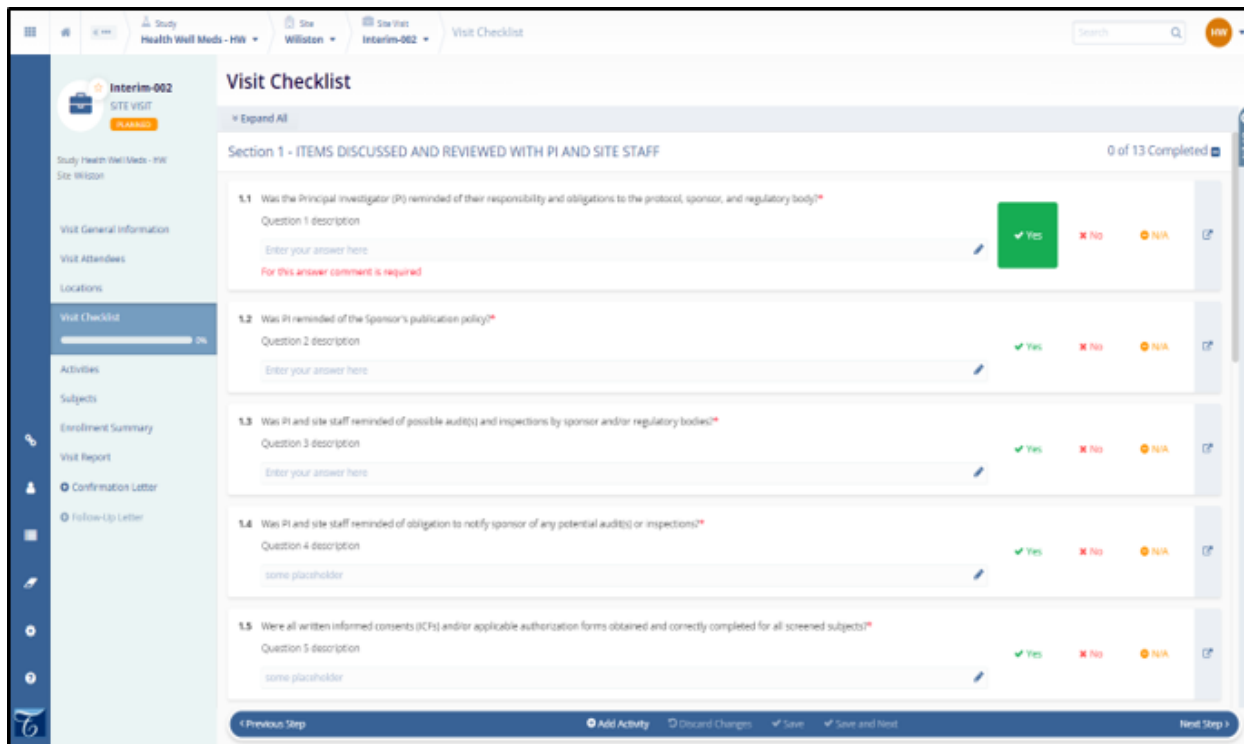 Study
Health Well Meds - HW
Site
Wiliston
Site Visit
Interim-002
Visit Checklist
Search
HW
Interim-002
SITE VISIT
PLANNED
Study Health Well Meds - HW
Site Wiliston
Visit General Information
Visit Attendees
Locations
Visit Checklist
0%
Activities
Subjects
Enrollment Summary
Visit Report
Confirmation Letter
Follow-Up Letter
Visit Checklist
Expand All
Section 1 - ITEMS DISCUSSED AND REVIEWED WITH PI AND SITE STAFF
0 of 13 Completed
1.1 Was the Principal Investigator (PI) reminded of their responsibility and obligations to the protocol, sponsor, and regulatory body?*
Question 1 description
Enter your answer here
For this answer comment is required
Yes No N/A
1.2 Was PI reminded of the Sponsor's publication policy?*
Question 2 description
Enter your answer here
Yes No N/A
1.3 Was PI and site staff reminded of possible audit(s) and inspections by sponsor and/or regulatory bodies?*
Question 3 description
Enter your answer here
Yes No N/A
1.4 Was PI and site staff reminded of obligation to notify sponsor of any potential audit(s) or inspections?*
Question 4 description
some placeholder
Yes No N/A
1.5 Were all written informed consents (ICFs) and/or applicable authorization forms obtained and correctly completed for all screened subjects?*
Question 5 description
some placeholder
Yes No N/A
Previous Step
Add Activity
Discard Changes
Save
Save and Next
Next Step